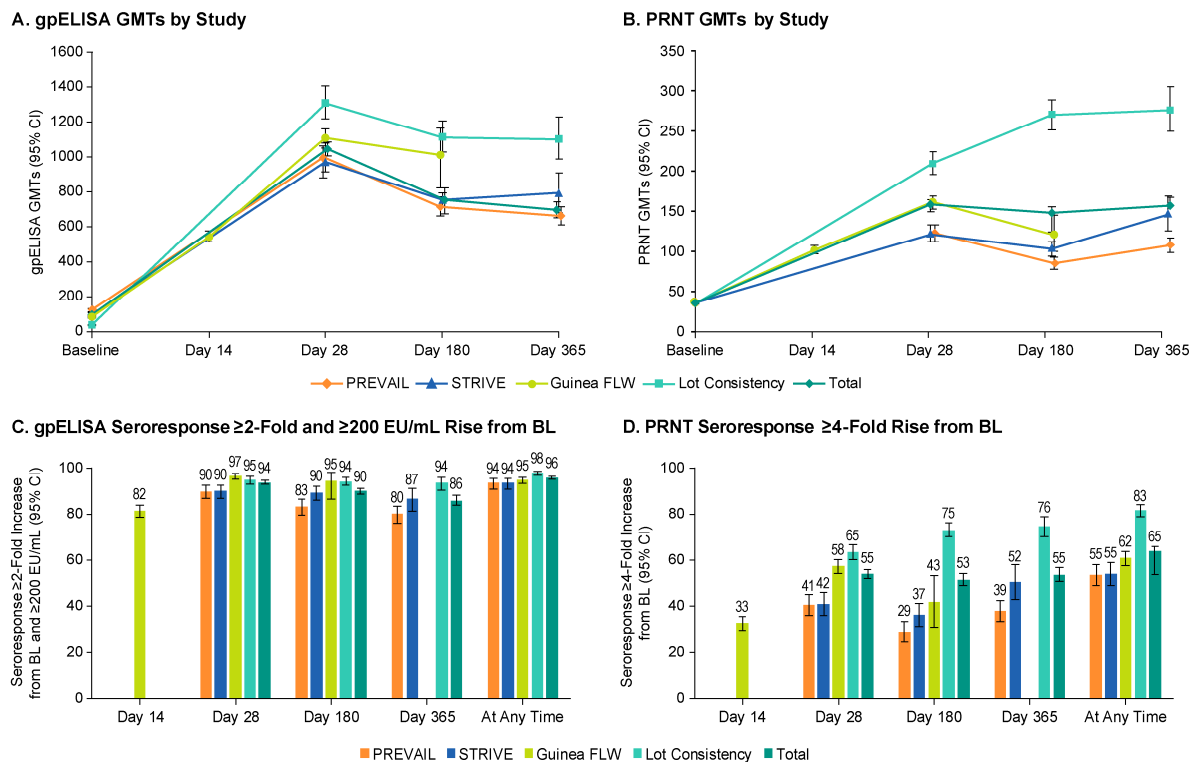 A. gpELISA GMTs by Study
gpELISA GMTs (95% CI)
1600
1400
1200
1000
800
600
400
200
0
Baseline Day 14 Day 28 Day 180 Day 365
B. PRNT GMTs by Study
PRNT GMTs (95% CI)
350
300
250
200
150
100
50
0
Baseline Day 14 Day 28 Day 180 Day 365
PREVAIL STRIVE Guinea FLW Lot Consistency Total
C. gpELISA Seroresponse ≥2-Fold and ≥200 EU/mL Rise from BL
Seroresponse ≥2-Fold Increase
from BL and ≥200 EU/mL (95% CI)
100
80
60
40
20
0
82
90 90 97 95 94
83 90 95 94 90
80 87 94 86
94 94 95 98 96
Day 14 Day 28 Day 180 Day 365 At Any Time
D. PRNT Seroresponse ≥4-Fold Rise from BL
Seroresponse ≥4-Fold Increase
from BL (95% CI)
100
80
60
40
20
0
33
41 42 58 65 55
29 37 43 75 53
39 52 76 55
55 55 62 83 65
Day 14 Day 28 Day 180 Day 365 At Any Time
PREVAIL STRIVE Guinea FLW Lot Consistency Total